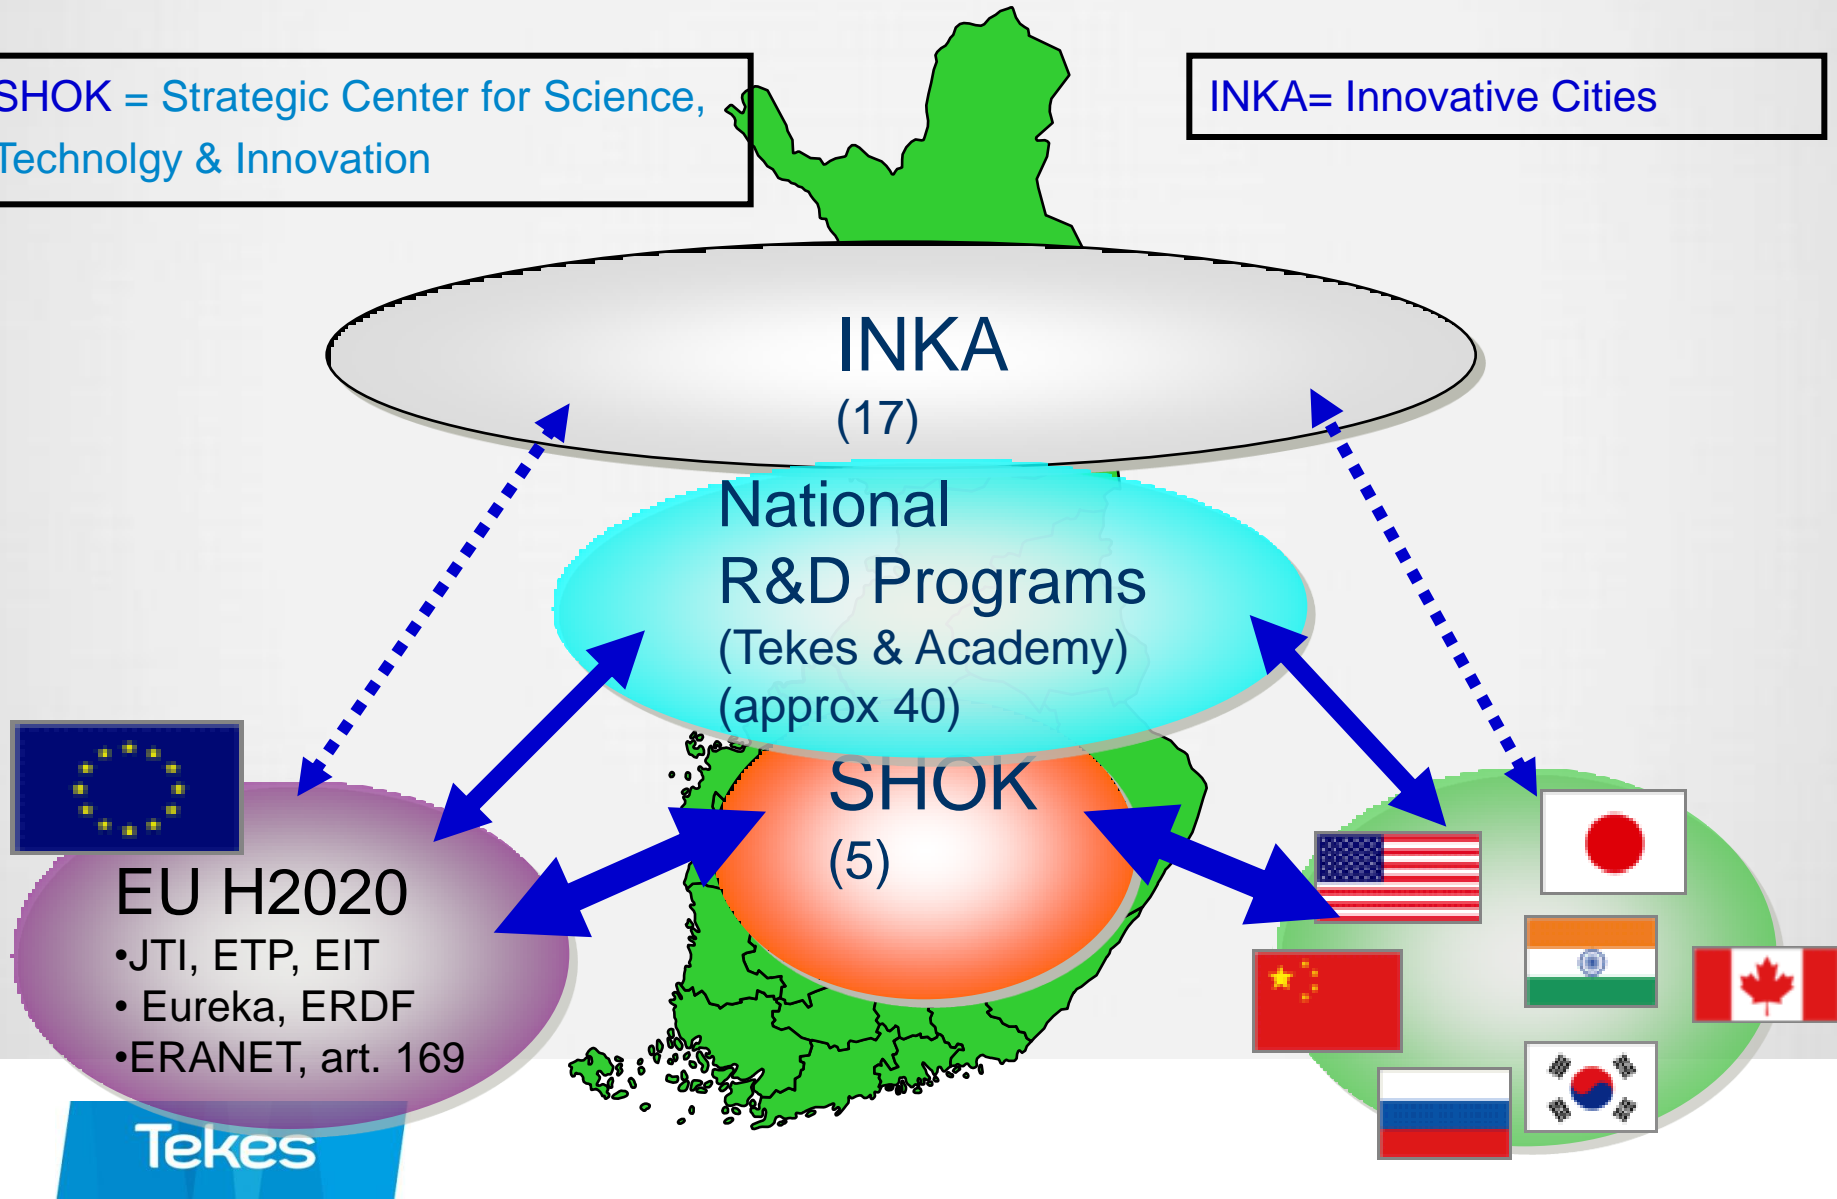 SHOK = Strategic Center for Science,
Technolgy & Innovation
INKA= Innovative Cities
INKA
(17)
National
R&D Programs
(Tekes & Academy)
(approx 40)
SHOK
(5)
EU H2020
•JTI, ETP, EIT
• Eureka, ERDF
•ERANET, art. 169
Tekes